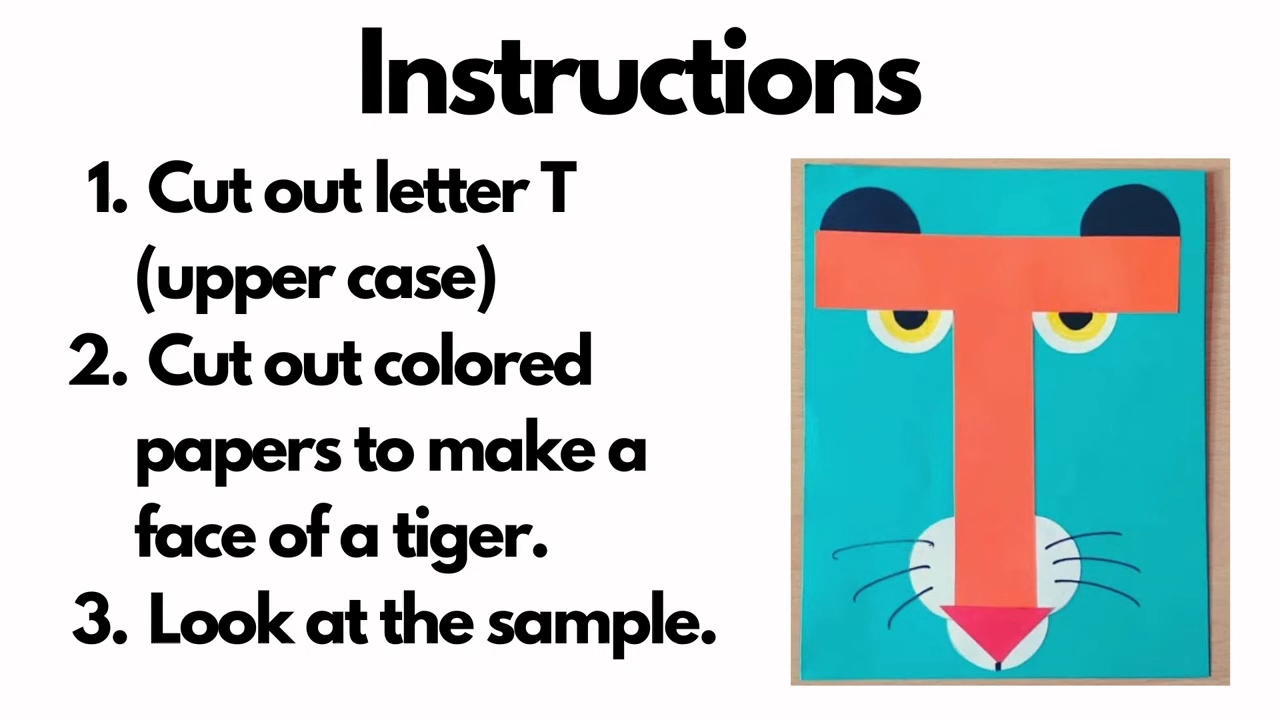 Instructions
1. Cut out letter T
(upper case)
2. Cut out colored
papers to make a
face of a tiger.
3. Look at the sample.